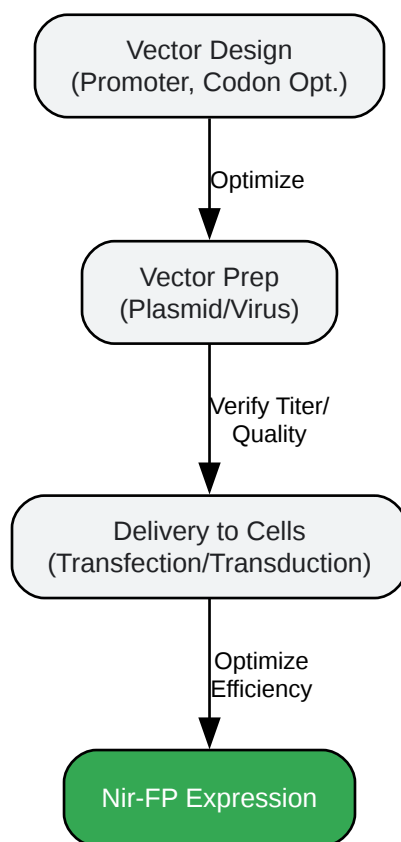 Vector Design
(Promoter, Codon Opt.)
Optimize
Vector Prep
(Plasmid/Virus)
Verify Titer/
Quality
Delivery to Cells
(Transfection/Transduction)
Optimize
Efficiency
Nir-FP Expression